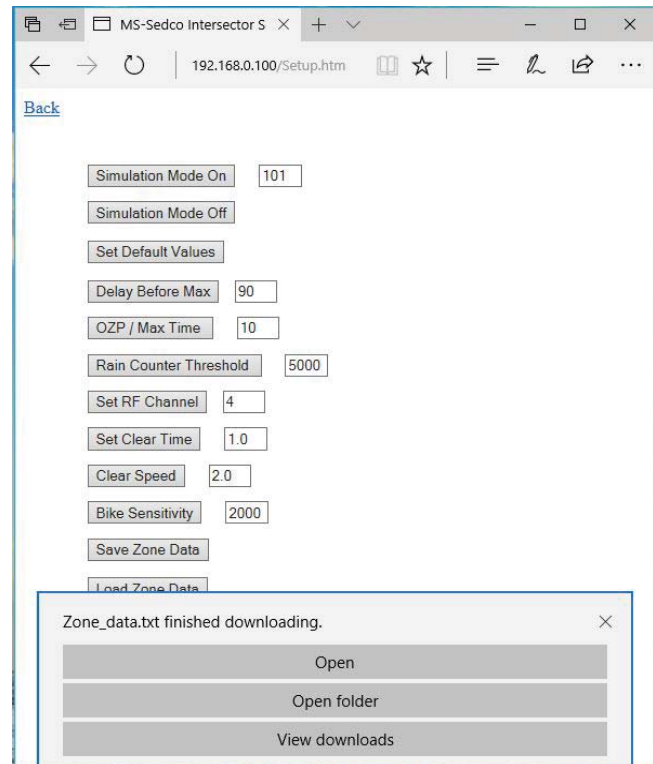 MS-Sedco Intersector S
192.168.0.100/Setup.htm
Back
Simulation Mode On 101
Simulation Mode Off
Set Default Values
Delay Before Max 90
OZP / Max Time 10
Rain Counter Threshold 5000
Set RF Channel 4
Set Clear Time 1.0
Clear Speed 2.0
Bike Sensitivity 2000
Save Zone Data
Load Zone Data
Zone_data.txt finished downloading.
Open
Open folder
View downloads